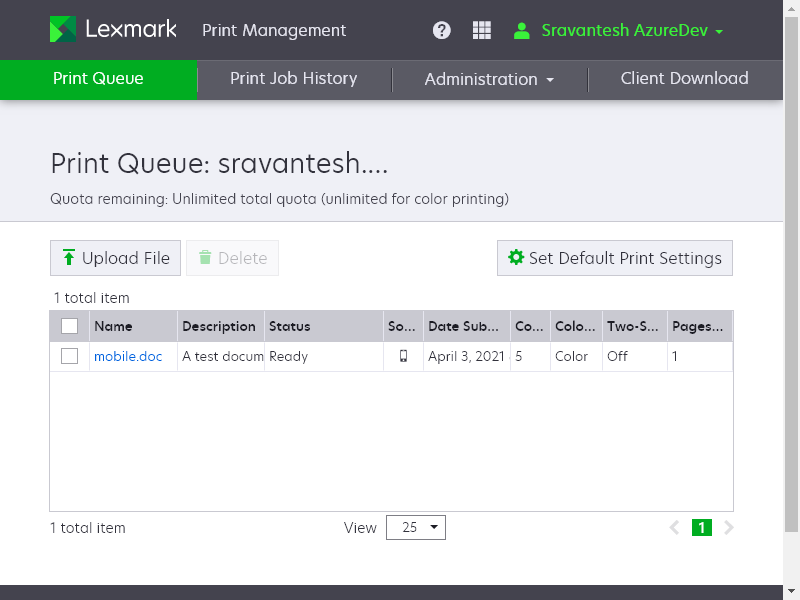 Lexmark Print Management ? Sravantesh AzureDev
Print Queue Print Job History Administration Client Download
Print Queue: sravantesh....
Quota remaining: Unlimited total quota (unlimited for color printing)
Upload File Delete Set Default Print Settings
1 total item
Name Description Status So... Date Sub... Co... Colo... Two-S... Pages...
mobile.doc A test docum Ready April 3, 2021 5 Color Off 1
1 total item View 25 1